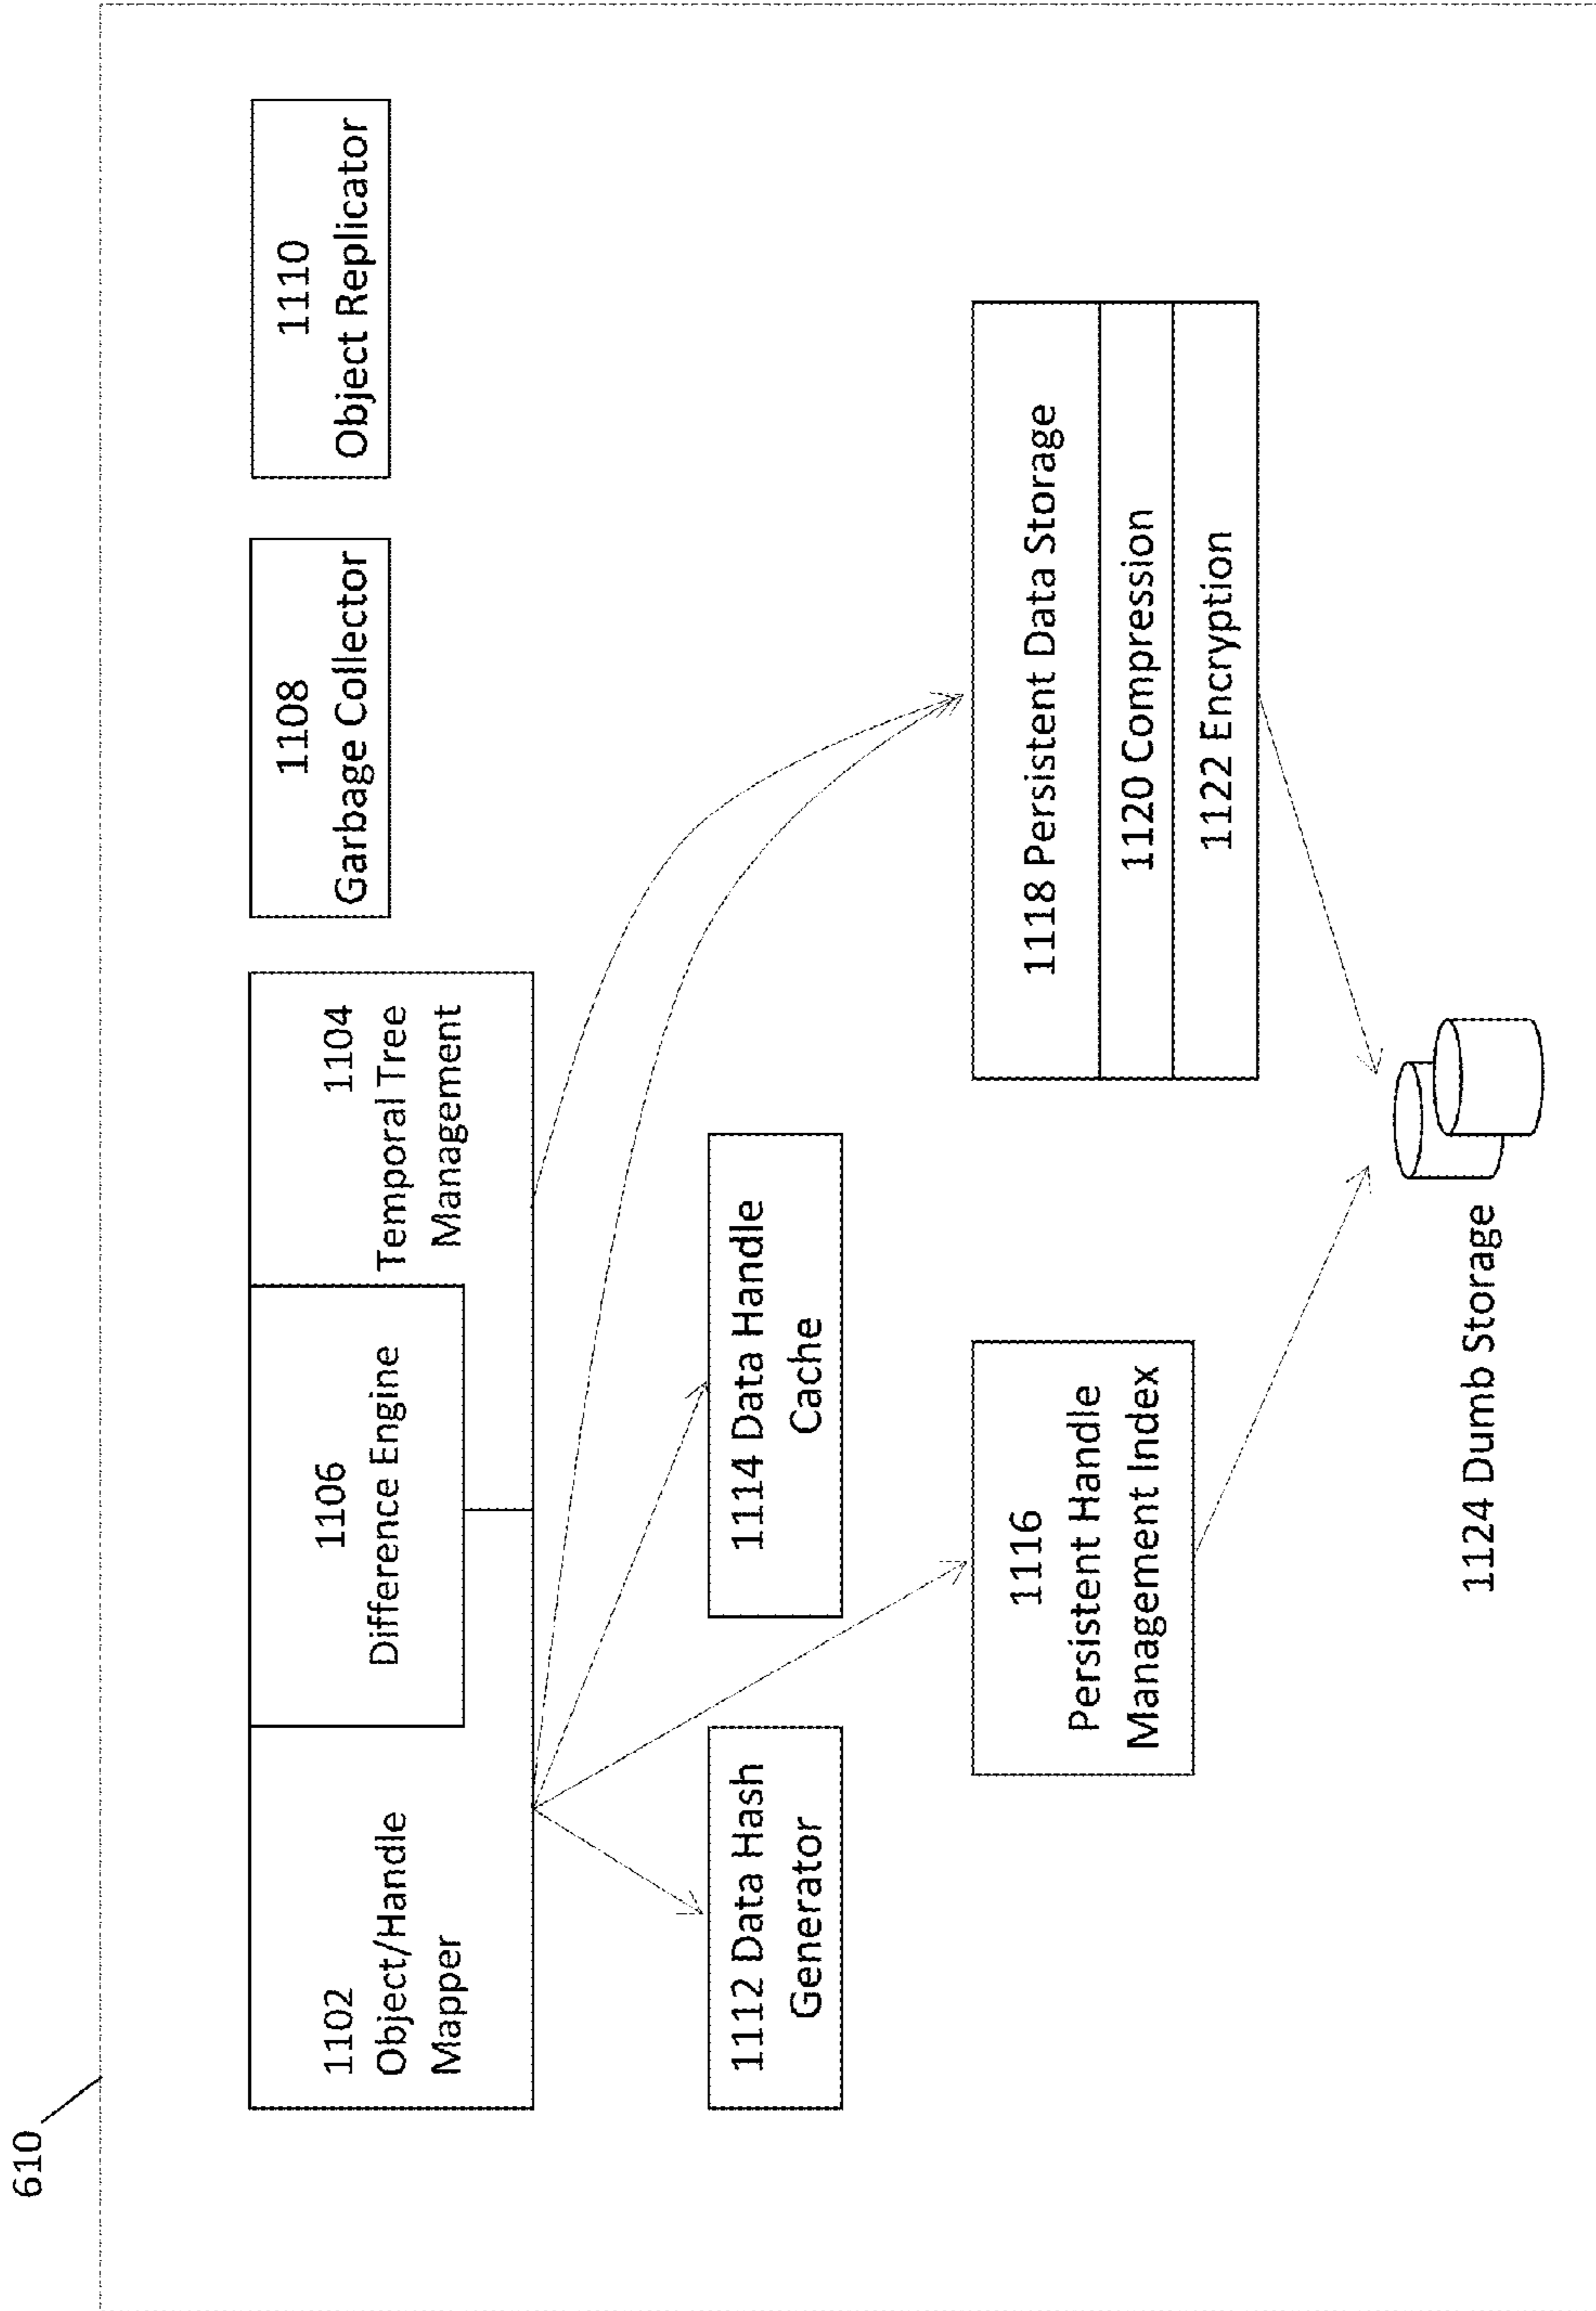 610
1102
Object/Handle
Mapper
1106
Difference Engine
1104
Temporal Tree
Management
1108
Garbage Collector
1110
Object Replicator
1112 Data Hash
Generator
1114 Data Handle
Cache
1116
Persistent Handle
Management Index
1118 Persistent Data Storage
1120 Compression
1122 Encryption
1124 Dumb Storage